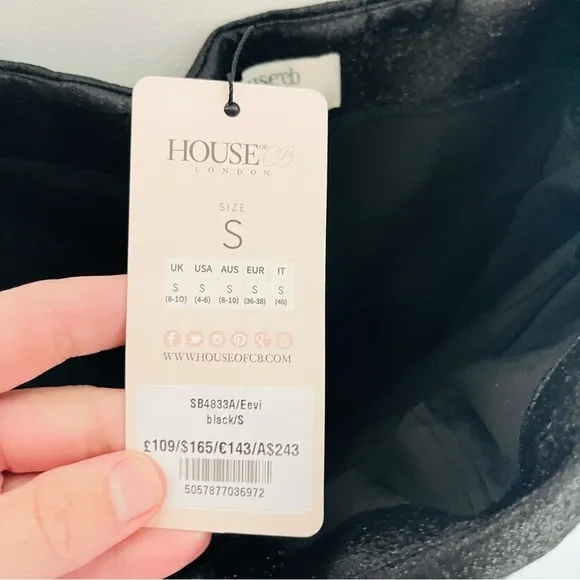 HOUSE OF CB
LONDON
SIZE
S
UK USA AUS EUR IT
S S S S S
(8-10) (4-6) (8-10) (36-38) (40)
WWW.HOUSEOFCB.COM
SB4833A/Eevi
black/S
£109/$165/€143/A$243
5057877036972